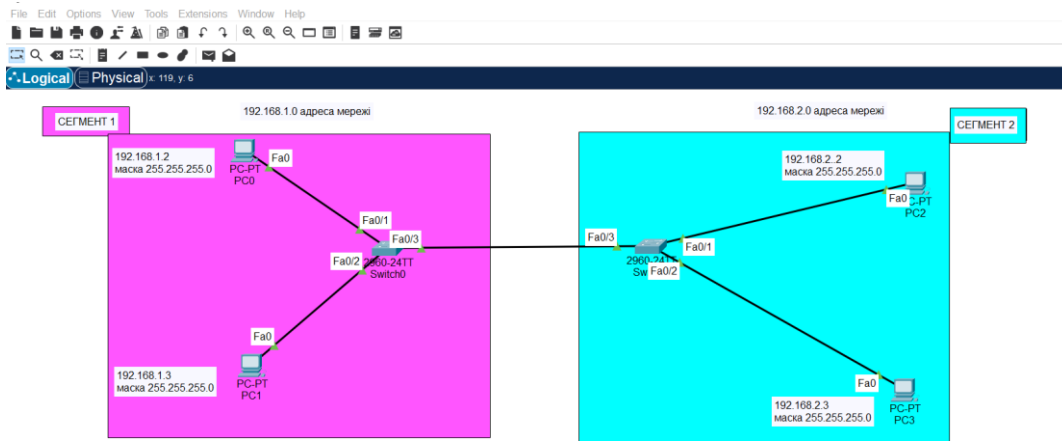 File Edit Options View Tools Extensions Window Help
Logical Physical x: 119, y: 6
192.168.1.0 адреса мережі
192.168.2.0 адреса мережі
СЕГМЕНТ 1
СЕГМЕНТ 2
192.168.1.2
маска 255.255.255.0
Fa0
PC-PT
PC0
Fa0/1
Fa0/3
Fa0/2
2960-24TT
Switch0
Fa0
192.168.1.3
маска 255.255.255.0
PC-PT
PC1
192.168.2..2
маска 255.255.255.0
Fa0
C-PT
PC2
Fa0/3
Fa0/1
2960-24TT
Sw
Fa0/2
Fa0
192.168.2.3
маска 255.255.255.0
PC-PT
PC3